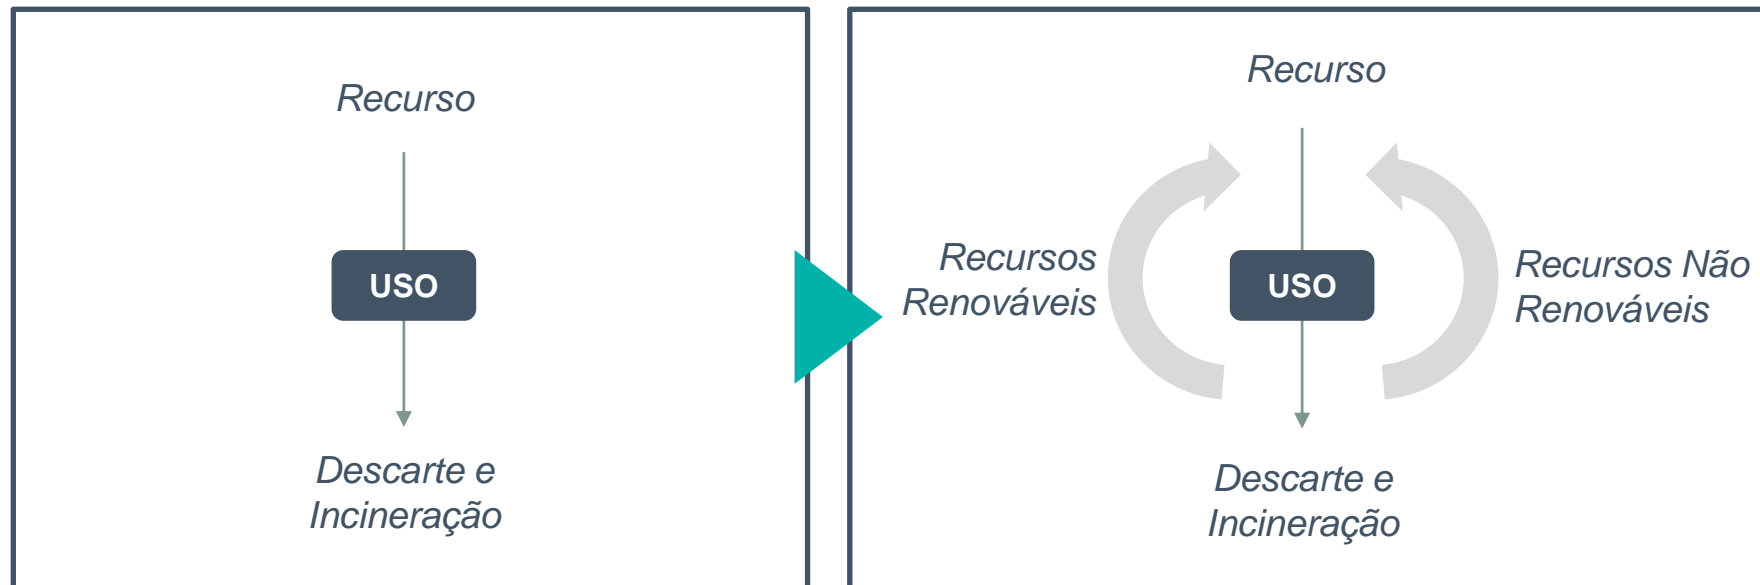 Recurso
USO
Descarte e
Incineração
Recurso
Recursos
Renováveis
USO
Recursos Não
Renováveis
Descarte e
Incineração